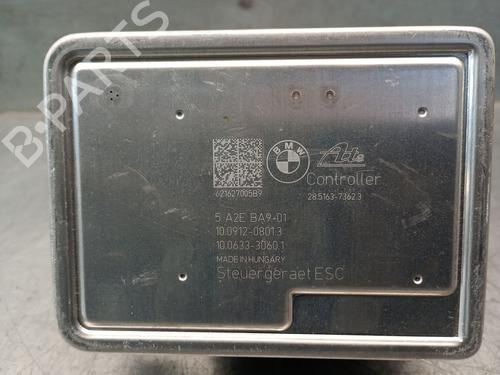 B-PARTS
BMW
Ate
Controller
621627005B9
28.5163-7362.3
5 A2E BA9-01
10.0912-0801.3
10.0633-3060.1
MADE IN HUNGARY
Steuergeraet ESC